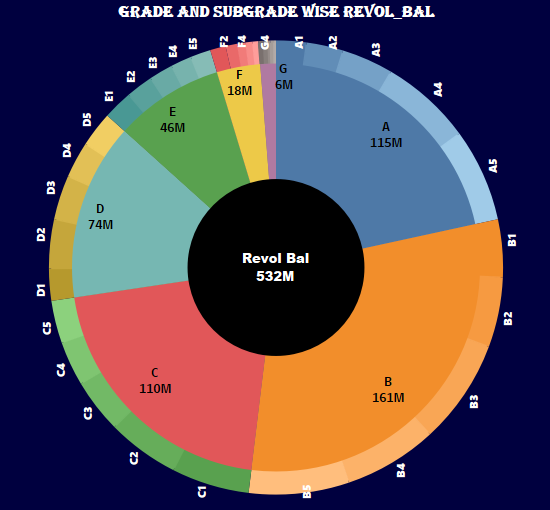 GRADE AND SUBGRADE WISE REVOL_BAL
A1
A2
A3
A4
A5
B1
B2
B3
B4
B5
C1
C2
C3
C4
C5
D1
D2
D3
D4
D5
E1
E2
E3
E4
E5
F2
F4
G4
A
115M
B
161M
C
110M
D
74M
E
46M
F
18M
G
6M
Revol Bal
532M